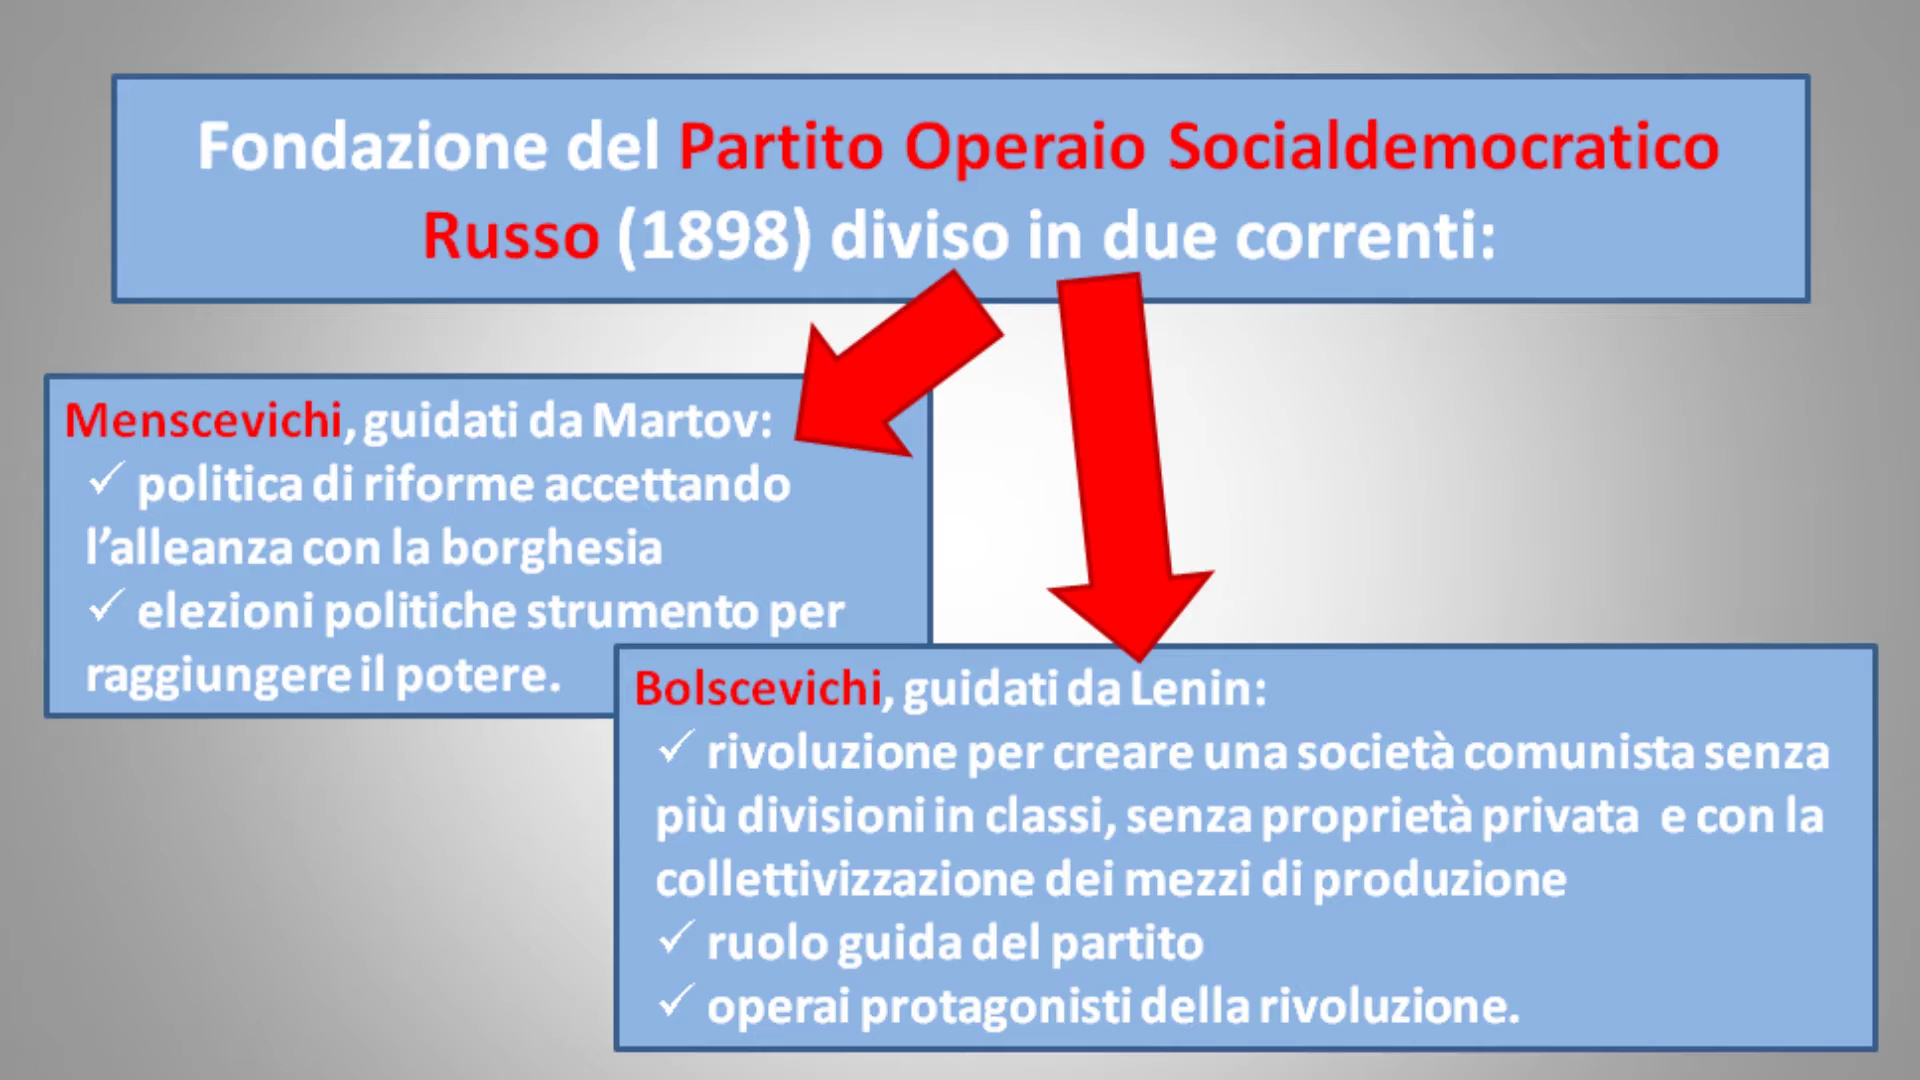 Fondazione del Partito Operaio Socialdemocratico
Russo (1898) diviso in due correnti:
Menscevichi, guidati da Martov:
✓ politica di riforme accettando
l’alleanza con la borghesia
✓ elezioni politiche strumento per
raggiungere il potere.
Bolscevichi, guidati da Lenin:
✓ rivoluzione per creare una società comunista senza
più divisioni in classi, senza proprietà privata e con la
collettivizzazione dei mezzi di produzione
✓ ruolo guida del partito
✓ operai protagonisti della rivoluzione.